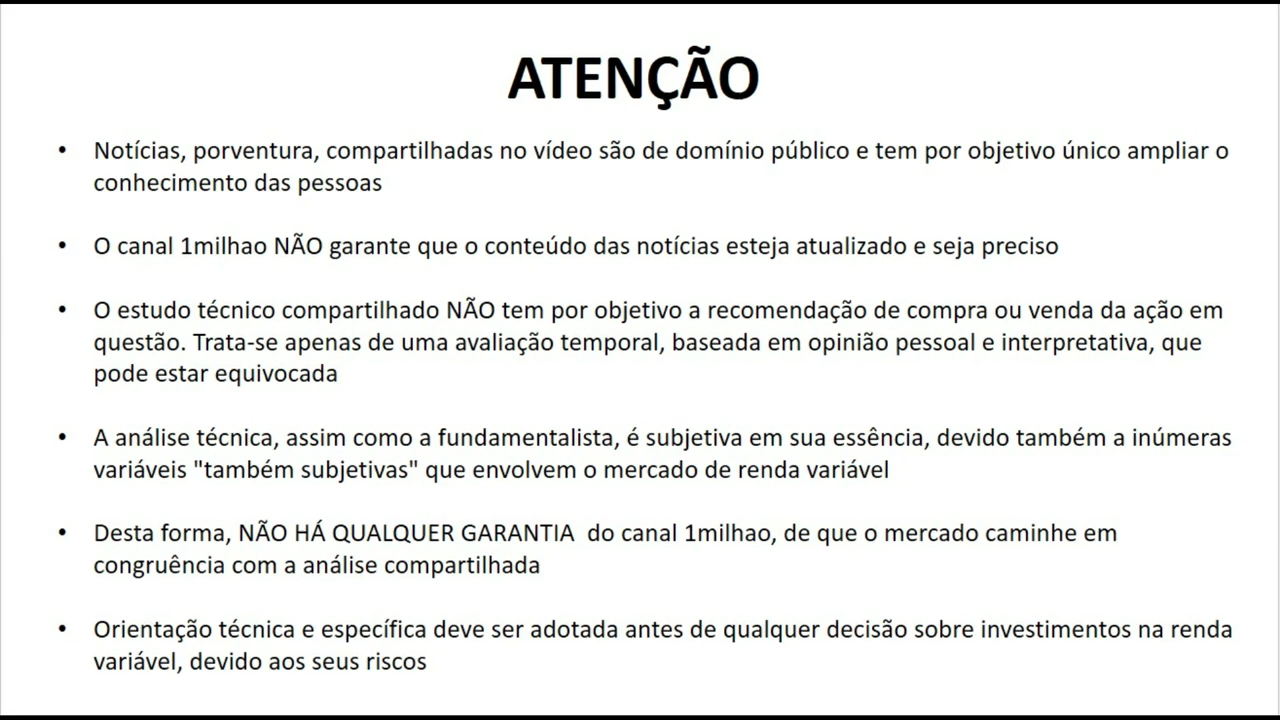 ATENÇÃO
• Notícias, porventura, compartilhadas no vídeo são de domínio público e tem por objetivo único ampliar o
conhecimento das pessoas
• O canal 1milhao NÃO garante que o conteúdo das notícias esteja atualizado e seja preciso
• O estudo técnico compartilhado NÃO tem por objetivo a recomendação de compra ou venda da ação em
questão. Trata-se apenas de uma avaliação temporal, baseada em opinião pessoal e interpretativa, que
pode estar equivocada
• A análise técnica, assim como a fundamentalista, é subjetiva em sua essência, devido também a inúmeras
variáveis "também subjetivas" que envolvem o mercado de renda variável
• Desta forma, NÃO HÁ QUALQUER GARANTIA  do canal 1milhao, de que o mercado caminhe em
congruência com a análise compartilhada
• Orientação técnica e específica deve ser adotada antes de qualquer decisão sobre investimentos na renda
variável, devido aos seus riscos